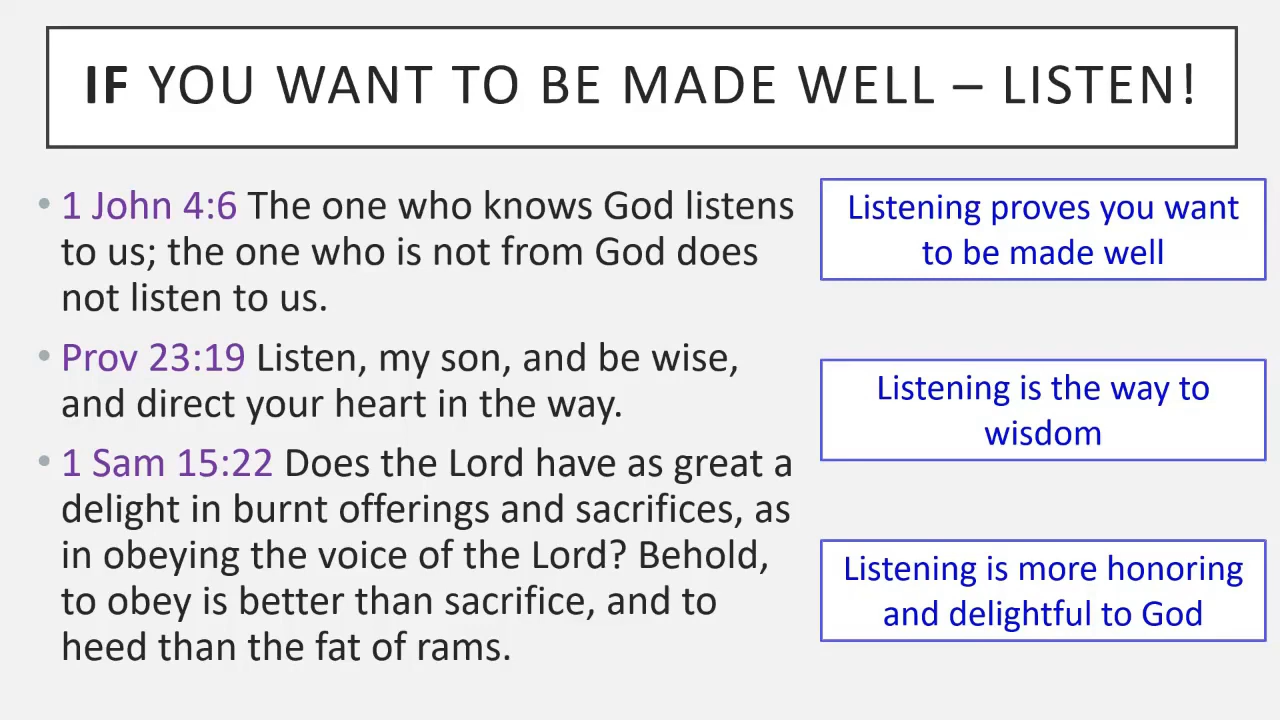 IF YOU WANT TO BE MADE WELL – LISTEN!
• 1 John 4:6 The one who knows God listens
to us; the one who is not from God does
not listen to us.
• Prov 23:19 Listen, my son, and be wise,
and direct your heart in the way.
• 1 Sam 15:22 Does the Lord have as great a
delight in burnt offerings and sacrifices, as
in obeying the voice of the Lord? Behold,
to obey is better than sacrifice, and to
heed than the fat of rams.
Listening proves you want
to be made well
Listening is the way to
wisdom
Listening is more honoring
and delightful to God